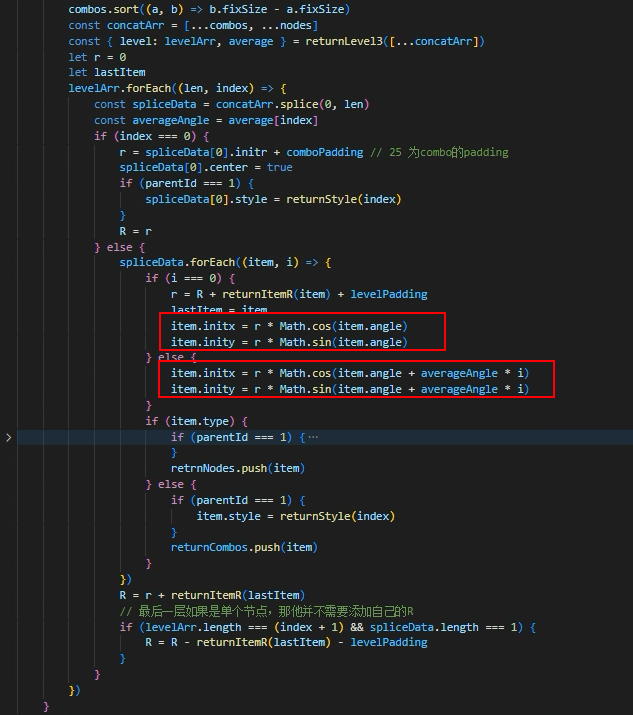 combos.sort((a, b) => b.fixSize - a.fixSize)
const concatArr = [...combos, ...nodes]
const { level: levelArr, average } = returnLevel3([...concatArr])
let r = 0
let lastItem
levelArr.forEach((len, index) => {
const spliceData = concatArr.splice(0, len)
const averageAngle = average[index]
if (index === 0) {
r = spliceData[0].initr + comboPadding // 25 为combo的padding
spliceData[0].center = true
if (parentId === 1) {
spliceData[0].style = returnStyle(index)
}
R = r
} else {
spliceData.forEach((item, i) => {
if (i === 0) {
r = R + returnItemR(item) + levelPadding
lastItem = item
item.initx = r * Math.cos(item.angle)
item.inity = r * Math.sin(item.angle)
} else {
item.initx = r * Math.cos(item.angle + averageAngle * i)
item.inity = r * Math.sin(item.angle + averageAngle * i)
}
if (item.type) {
if (parentId === 1) {⋯
}
retrnNodes.push(item)
} else {
if (parentId === 1) {
item.style = returnStyle(index)
}
returnCombos.push(item)
}
})
R = r + returnItemR(lastItem)
// 最后一层如果是单个节点，那他并不需要添加自己的R
if (levelArr.length === (index + 1) && spliceData.length === 1) {
R = R - returnItemR(lastItem) - levelPadding
}
}
})
}